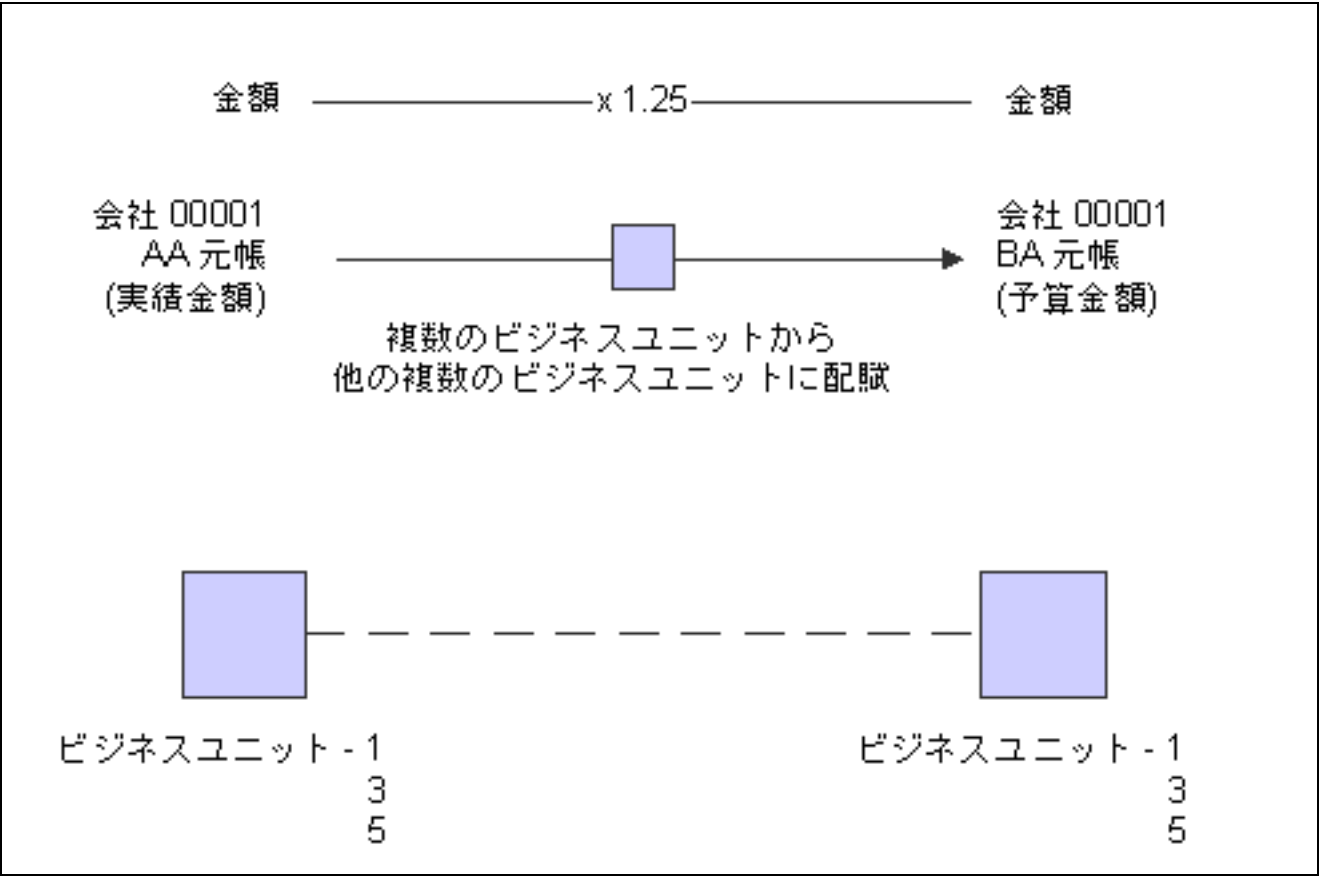 金額 x 1.25 金額
会社 00001
AA 元帳
(実績金額)
会社 00001
BA 元帳
(予算金額)
複数のビジネスユニットから
他の複数のビジネスユニットに配賦
ビジネスユニット - 1
3
5
ビジネスユニット - 1
3
5